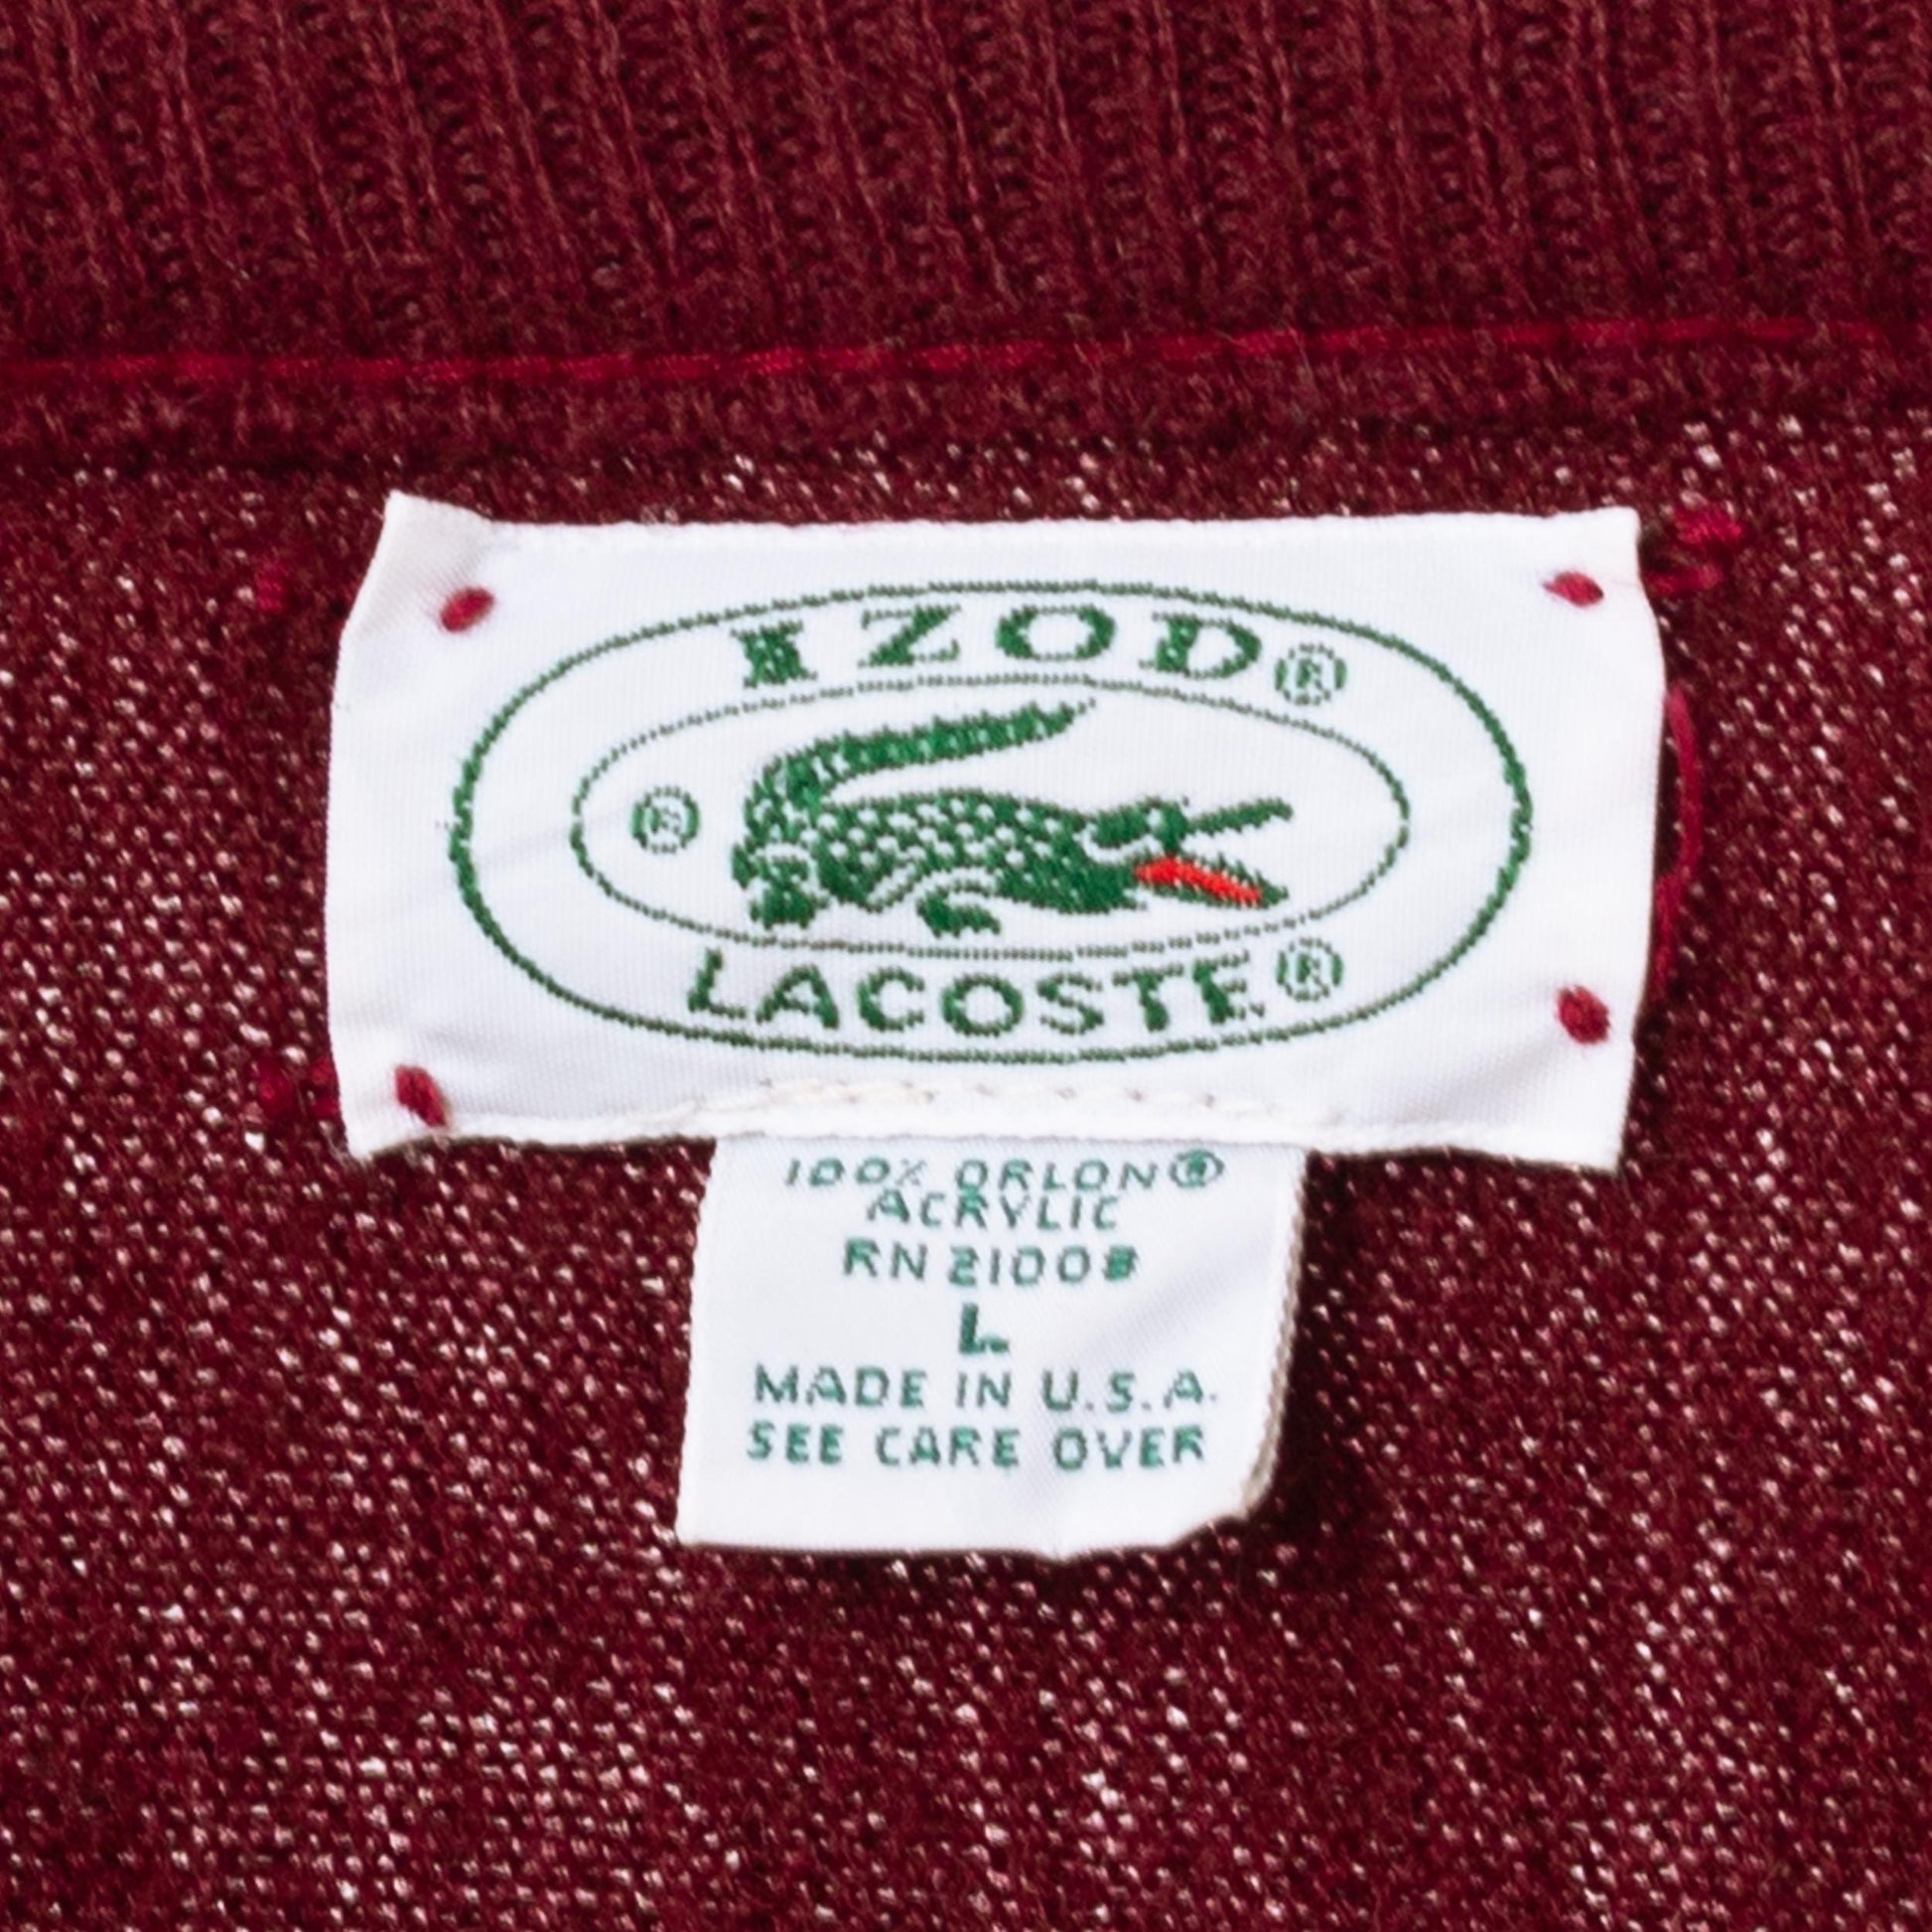 IZOD®
®
LACOSTE®
100% ORLON®
ACRYLIC
RN 21008
L
MADE IN U.S.A.
SEE CARE OVER